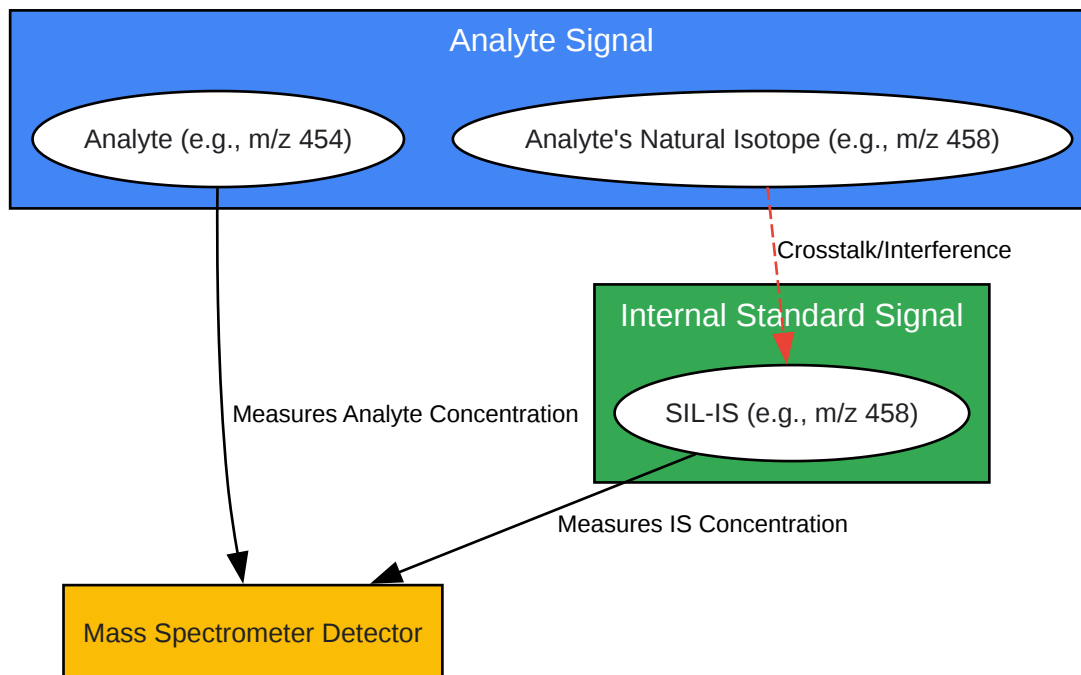 Analyte Signal
Analyte (e.g., m/z 454)
Analyte's Natural Isotope (e.g., m/z 458)
Crosstalk/Interference
Internal Standard Signal
SIL-IS (e.g., m/z 458)
Measures Analyte Concentration
Measures IS Concentration
Mass Spectrometer Detector